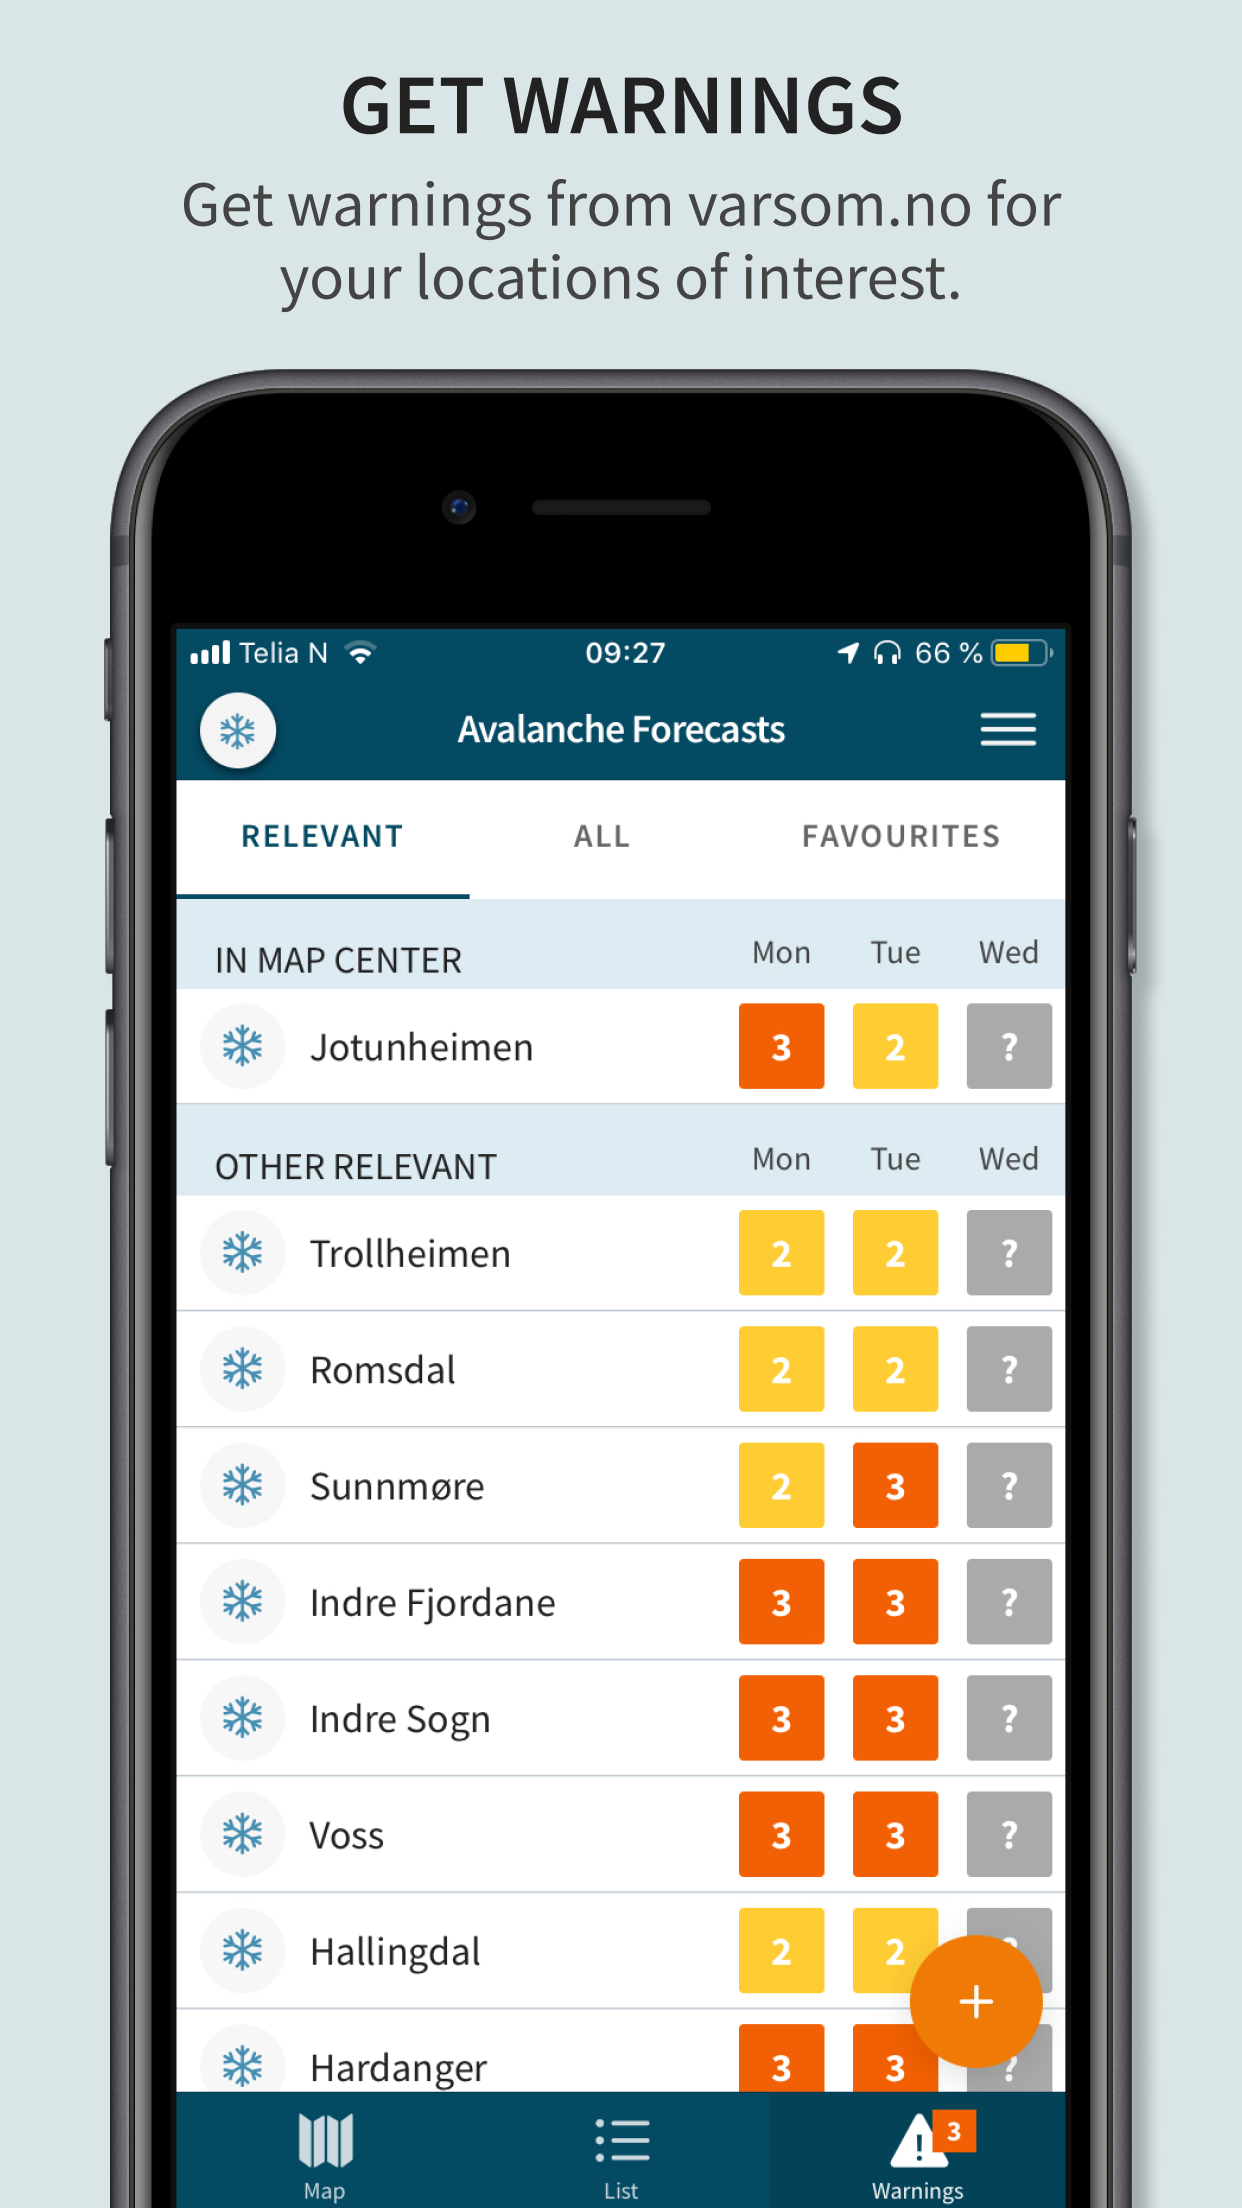 GET WARNINGS
Get warnings from varsom.no for
your locations of interest.
Telia N 09:27 66 %
Avalanche Forecasts
RELEVANT ALL FAVOURITES
IN MAP CENTER Mon Tue Wed
Jotunheimen 3 2 ?
OTHER RELEVANT Mon Tue Wed
Trollheimen 2 2 ?
Romsdal 2 2 ?
Sunnmøre 2 3 ?
Indre Fjordane 3 3 ?
Indre Sogn 3 3 ?
Voss 3 3 ?
Hallingdal 2 2 ?
+
Hardanger 3 3 ?
3
Map List Warnings